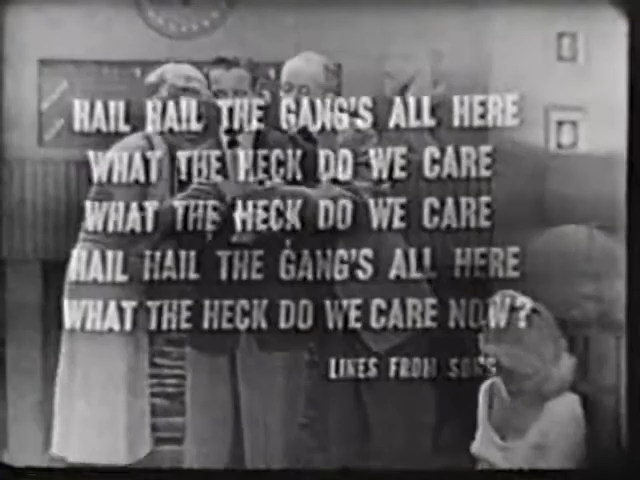 HAIL HAIL THE GANG'S ALL HERE
WHAT THE HECK DO WE CARE
WHAT THE HECK DO WE CARE
HAIL HAIL THE GANG'S ALL HERE
WHAT THE HECK DO WE CARE NOW?
LINES FROM SONG